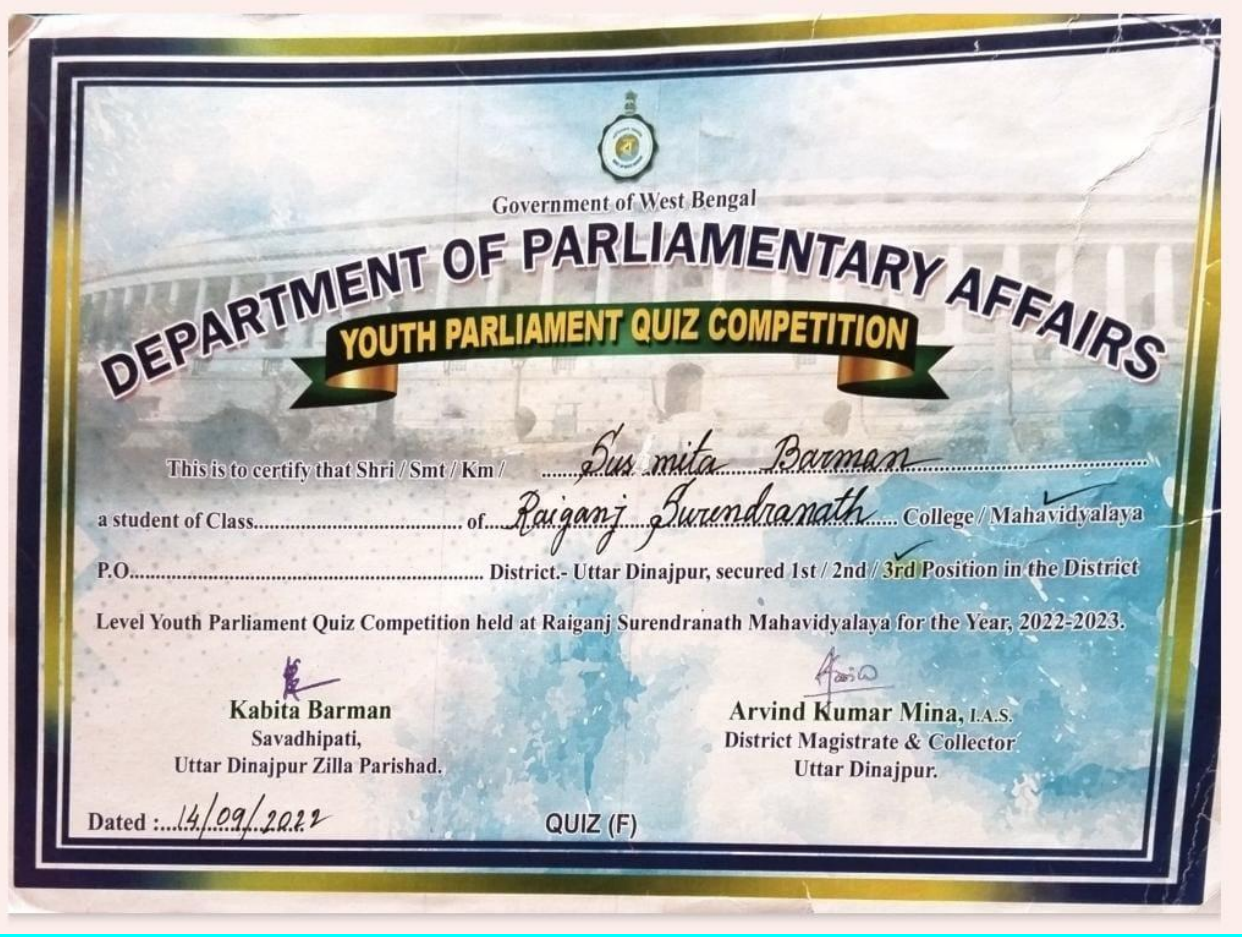 Government of West Bengal
DEPARTMENT OF PARLIAMENTARY AFFAIRS
YOUTH PARLIAMENT QUIZ COMPETITION
This is to certify that Shri / Smt / Km / ......Susmita.....Barman..............................
a student of Class.................................................. of.....Raiganj....Surendranath..... College / Mahavidyalaya
P.O.................................................................... District.- Uttar Dinajpur, secured 1st / 2nd / 3rd Position in the District
Level Youth Parliament Quiz Competition held at Raiganj Surendranath Mahavidyalaya for the Year, 2022-2023.
Kabita Barman
Savadhipati,
Uttar Dinajpur Zilla Parishad.
Arvind Kumar Mina, I.A.S.
District Magistrate & Collector
Uttar Dinajpur.
Dated :...14/09/2022
QUIZ (F)